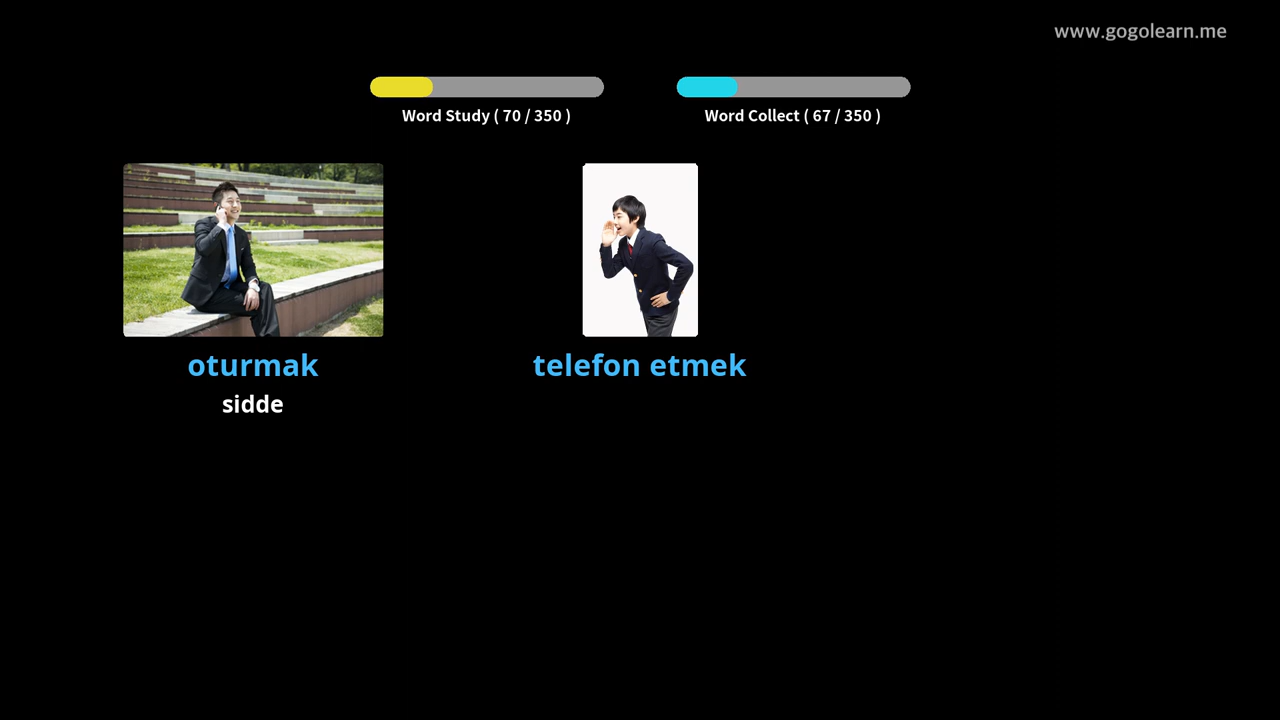 www.gogolearn.me
Word Study ( 70 / 350 )
Word Collect ( 67 / 350 )
oturmak
telefon etmek
sidde